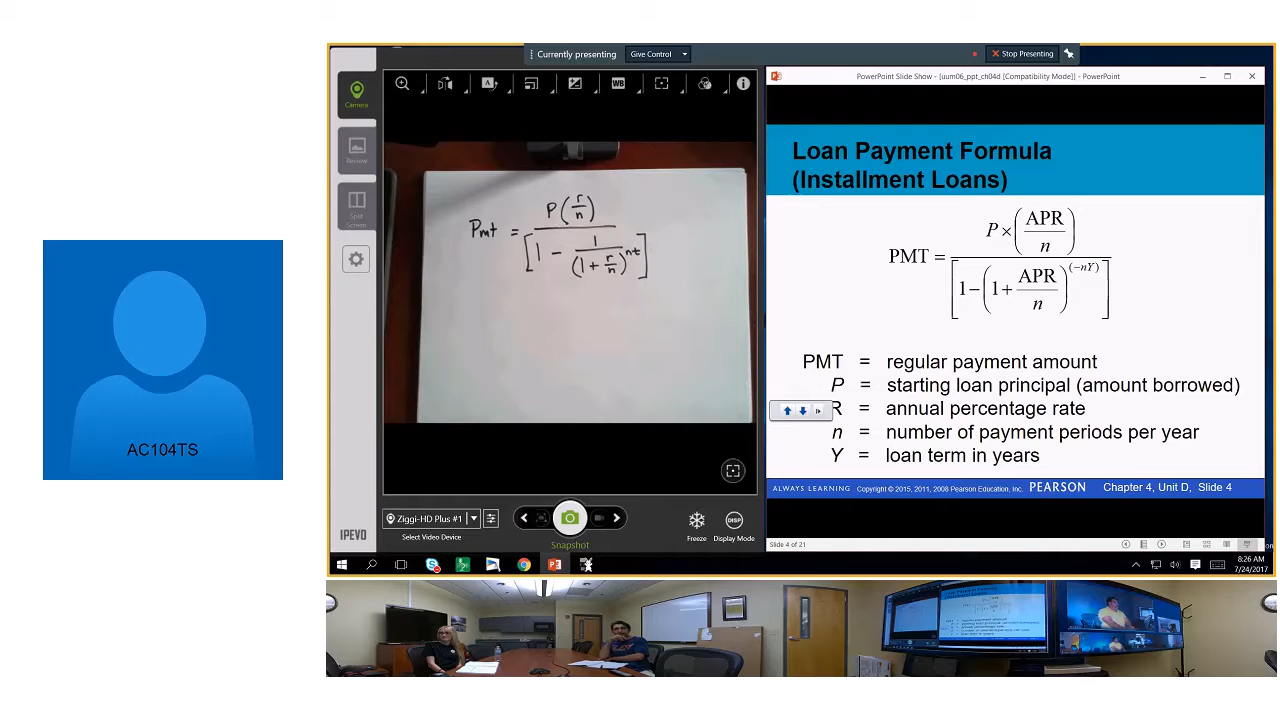 Currently presenting
Give Control
Stop Presenting
PowerPoint Slide Show - [uum06_ppt_ch04d [Compatibility Mode]] - PowerPoint
Camera
Review
Split
Screen
WB
Pmt = P(r/n) / [1 - 1/(1 + r/n)^nt]
Loan Payment Formula
(Installment Loans)
PMT = P × (APR/n) / [1 − (1 + APR/n)^(−nY)]
PMT = regular payment amount
P = starting loan principal (amount borrowed)
R = annual percentage rate
n = number of payment periods per year
Y = loan term in years
ALWAYS LEARNING Copyright © 2015, 2011, 2008 Pearson Education, Inc. PEARSON Chapter 4, Unit D, Slide 4
Slide 4 of 21
AC104TS
IPEVO
Ziggi-HD Plus #1
Select Video Device
Snapshot
Freeze
DISP
Display Mode
8:26 AM
7/24/2017